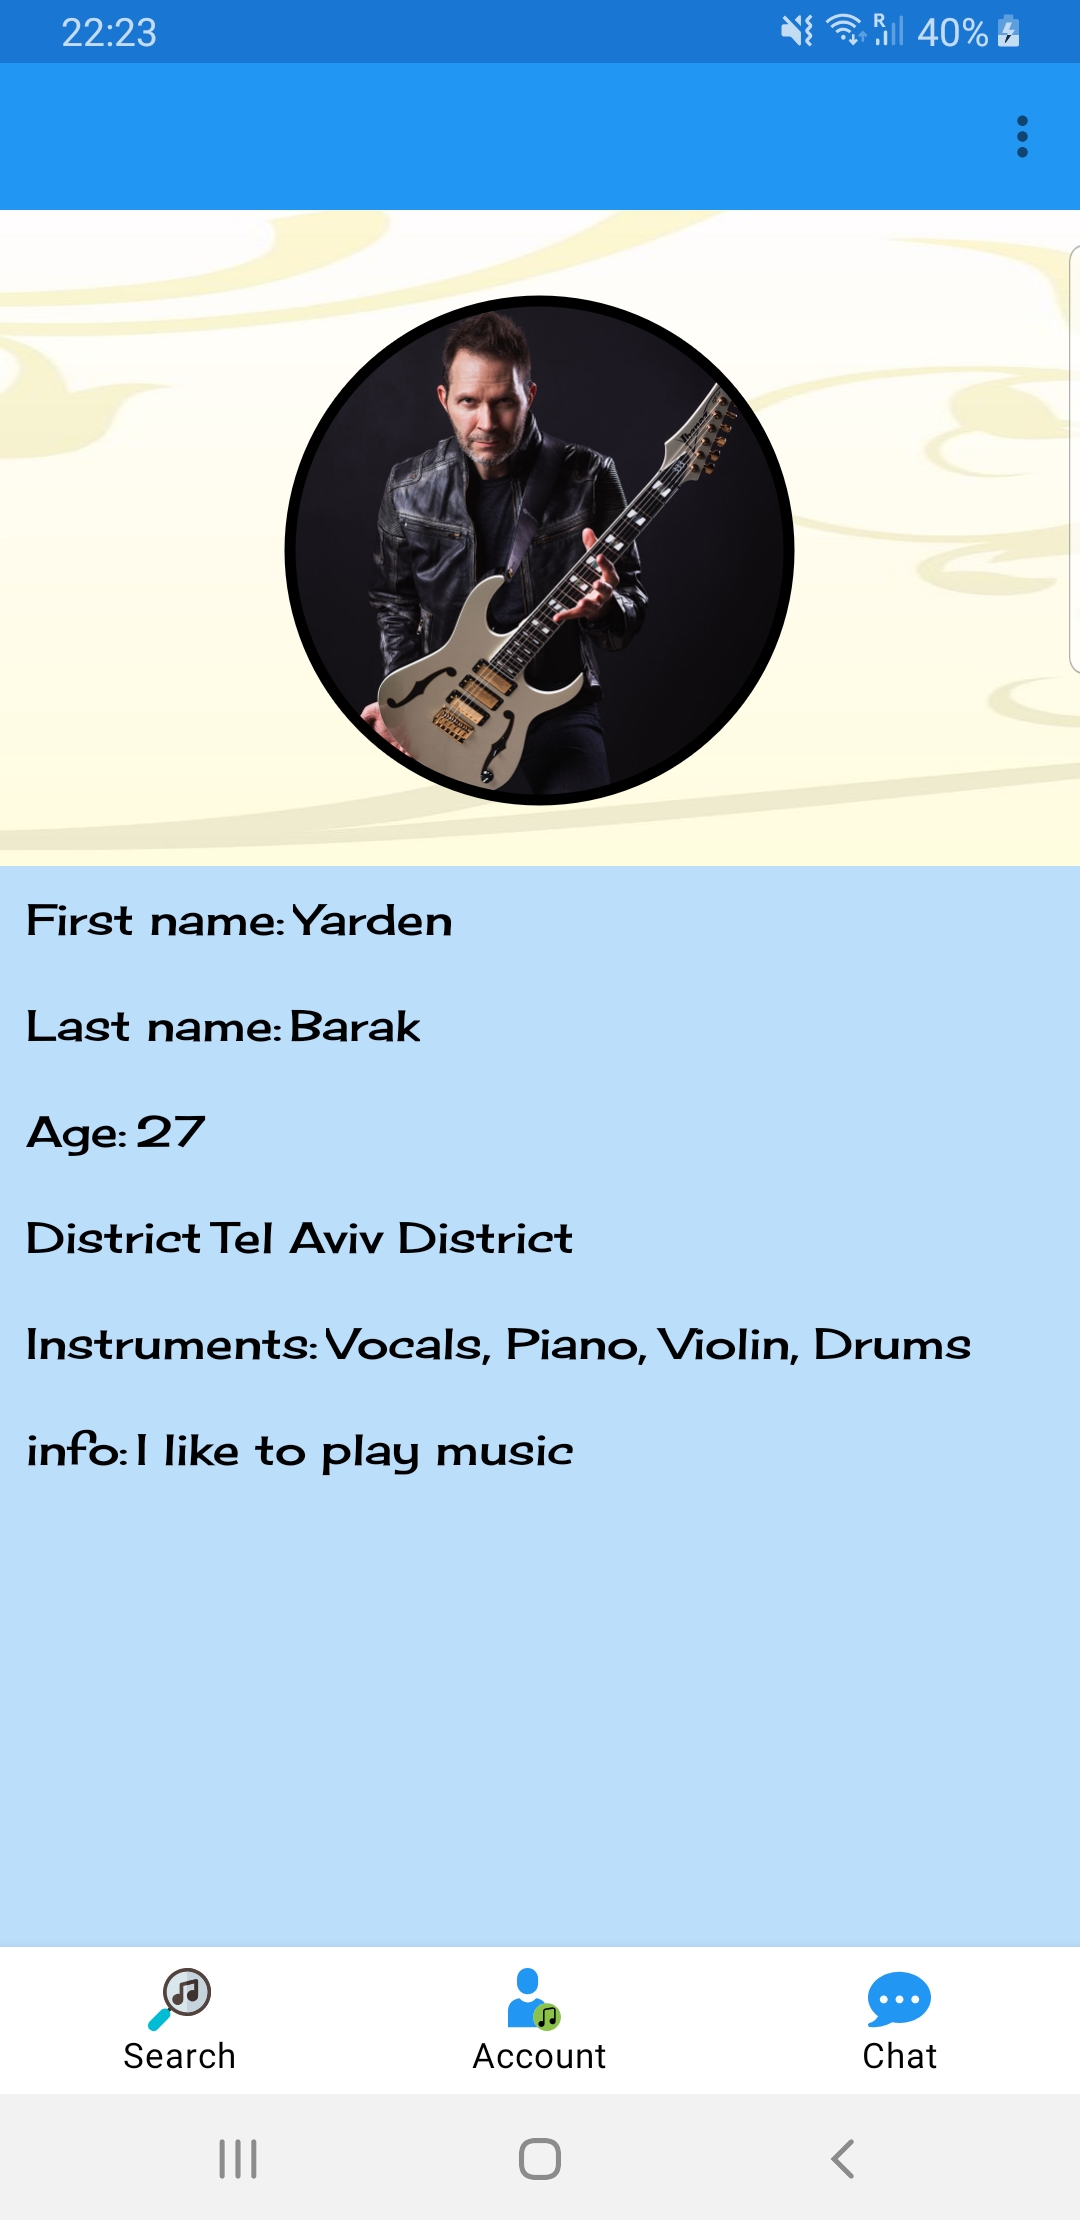 22:23
R
40%
Ibanez
First name: Yarden
Last name: Barak
Age: 27
District Tel Aviv District
Instruments: Vocals, Piano, Violin, Drums
info: I like to play music
Search
Account
Chat